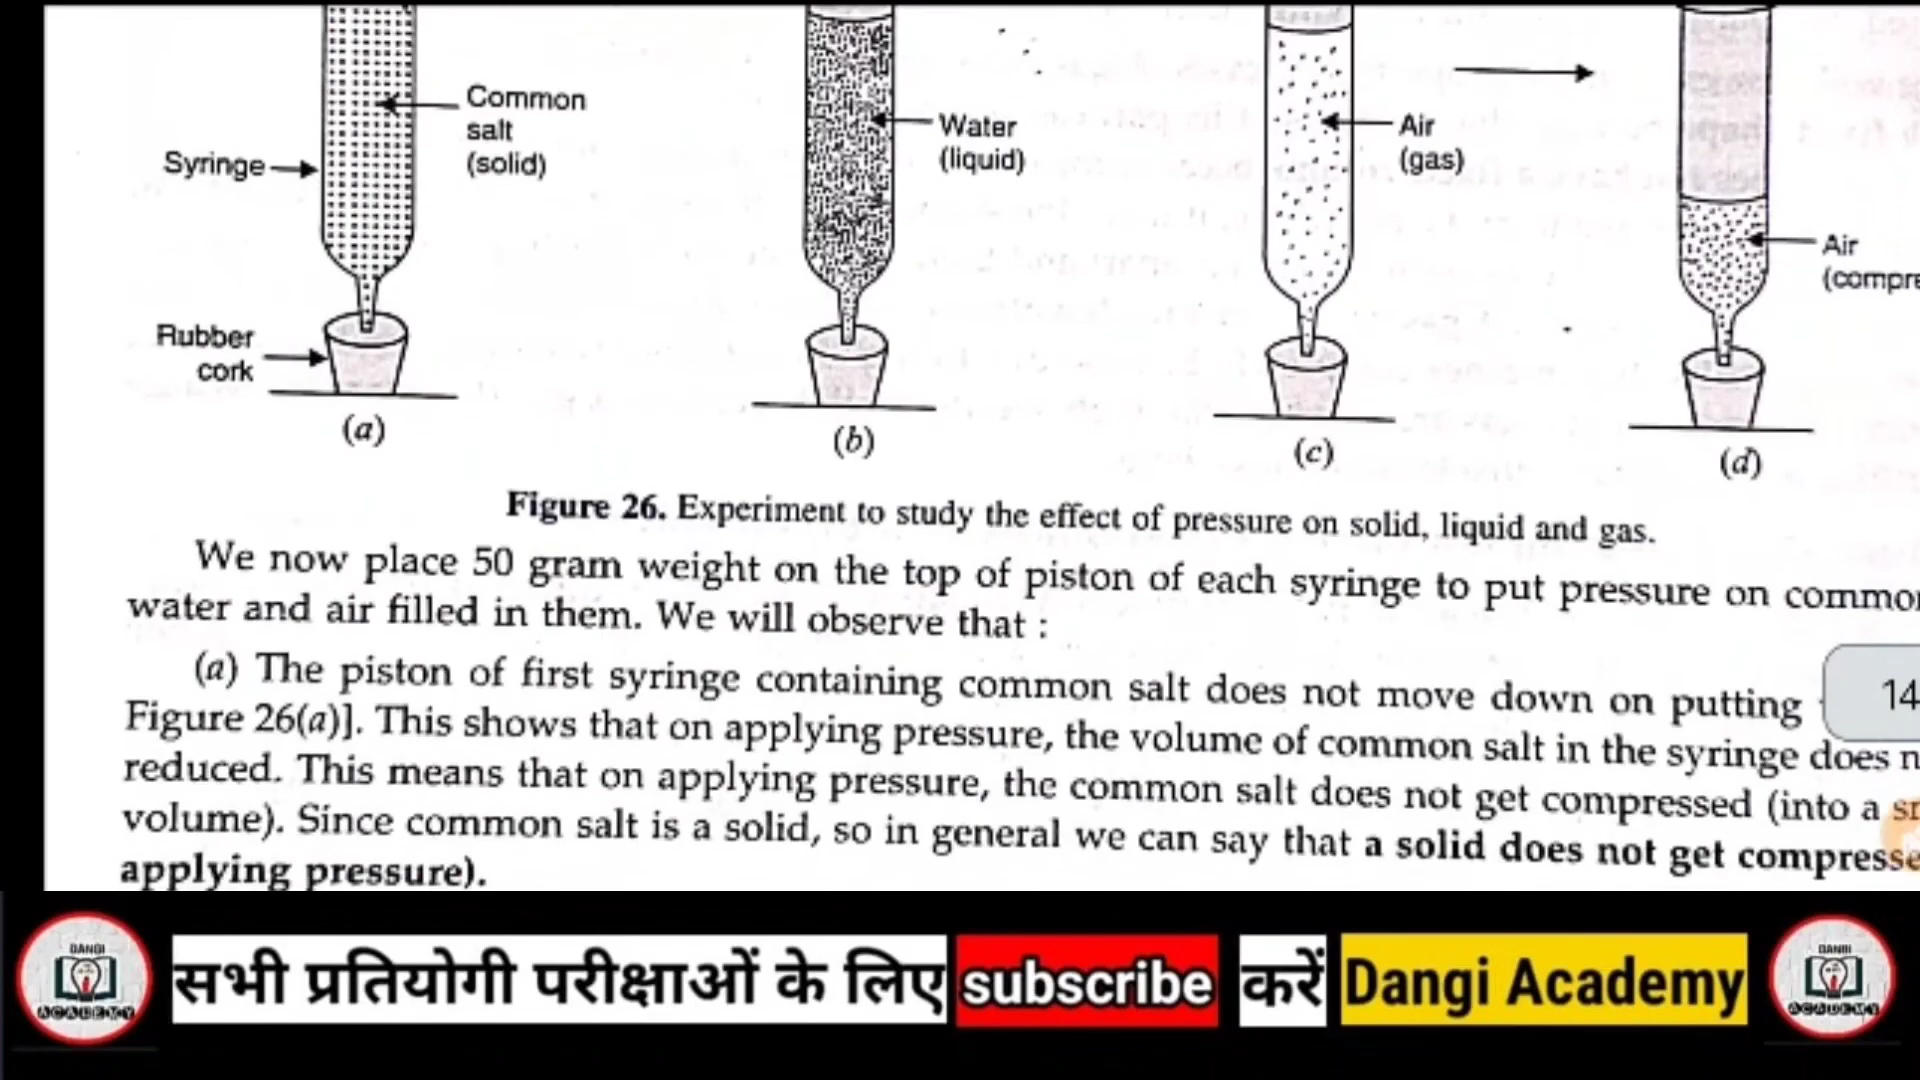 Common
salt
(solid)
Syringe
Rubber
cork
(a)
Water
(liquid)
(b)
Air
(gas)
(c)
Air
(compre
(d)
Figure 26. Experiment to study the effect of pressure on solid, liquid and gas.
We now place 50 gram weight on the top of piston of each syringe to put pressure on common
water and air filled in them. We will observe that :
(a) The piston of first syringe containing common salt does not move down on putting
Figure 26(a)]. This shows that on applying pressure, the volume of common salt in the syringe does n
reduced. This means that on applying pressure, the common salt does not get compressed (into a sm
volume). Since common salt is a solid, so in general we can say that a solid does not get compresse
applying pressure).
14
सभी प्रतियोगी परीक्षाओं के लिए subscribe करें Dangi Academy
DANGI
ACADEMY
DANGI
ACADEMY